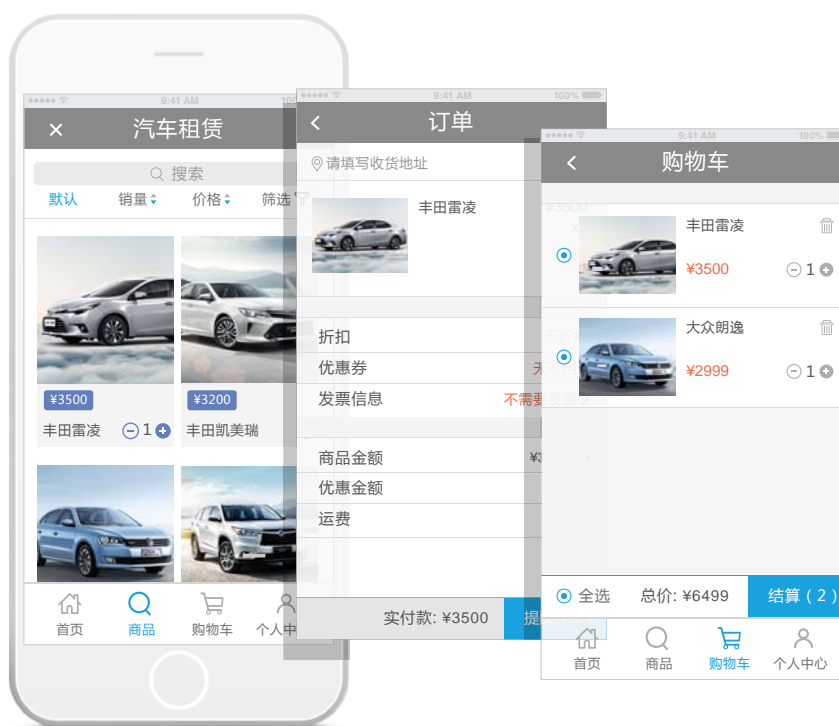 9:41 AM
汽车租赁
搜索
默认 销量 价格 筛选
¥3500
¥3200
丰田雷凌 1
丰田凯美瑞
首页 商品 购物车
9:41 AM 100%
订单
请填写收货地址
丰田雷凌
¥3500
折扣
优惠券
发票信息 不需要发票
商品金额
优惠金额
运费
实付款: ¥3500
9:41 AM 100%
购物车
丰田雷凌
¥3500 1
大众朗逸
¥2999 1
全选 总价: ¥6499 结算 ( 2 )
首页 商品 购物车 个人中心